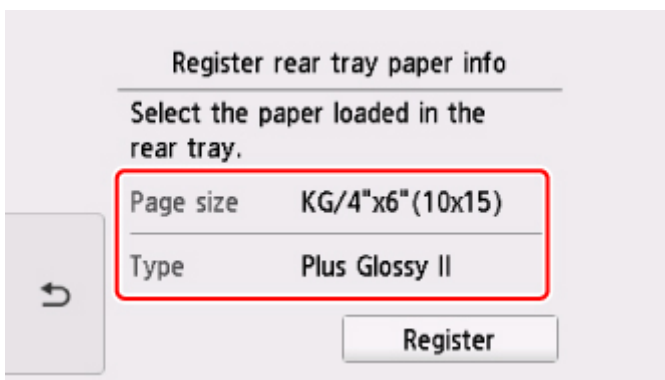 Register rear tray paper info
Select the paper loaded in the
rear tray.
Page size KG/4"x6"(10x15)
Type Plus Glossy II
Register